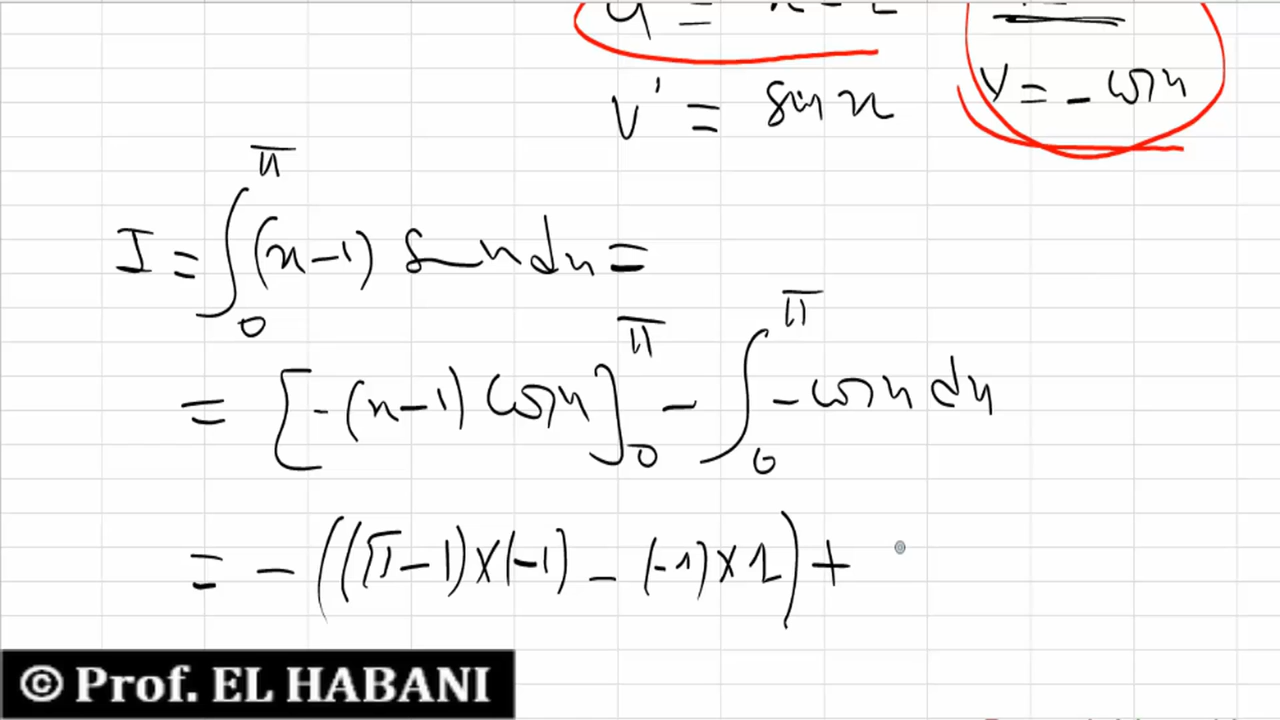 v' = sin x
v = - cos x
I = ∫₀^π (x-1) sin x dx =
= [-(x-1) cos x]₀^π - ∫₀^π - cos x dx
= - ((π-1)×(-1) - (-1)×1) +
© Prof. EL HABANI